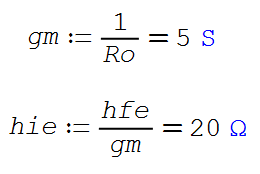 gm := 1/Ro = 5 S
hie := hfe/gm = 20 Ω